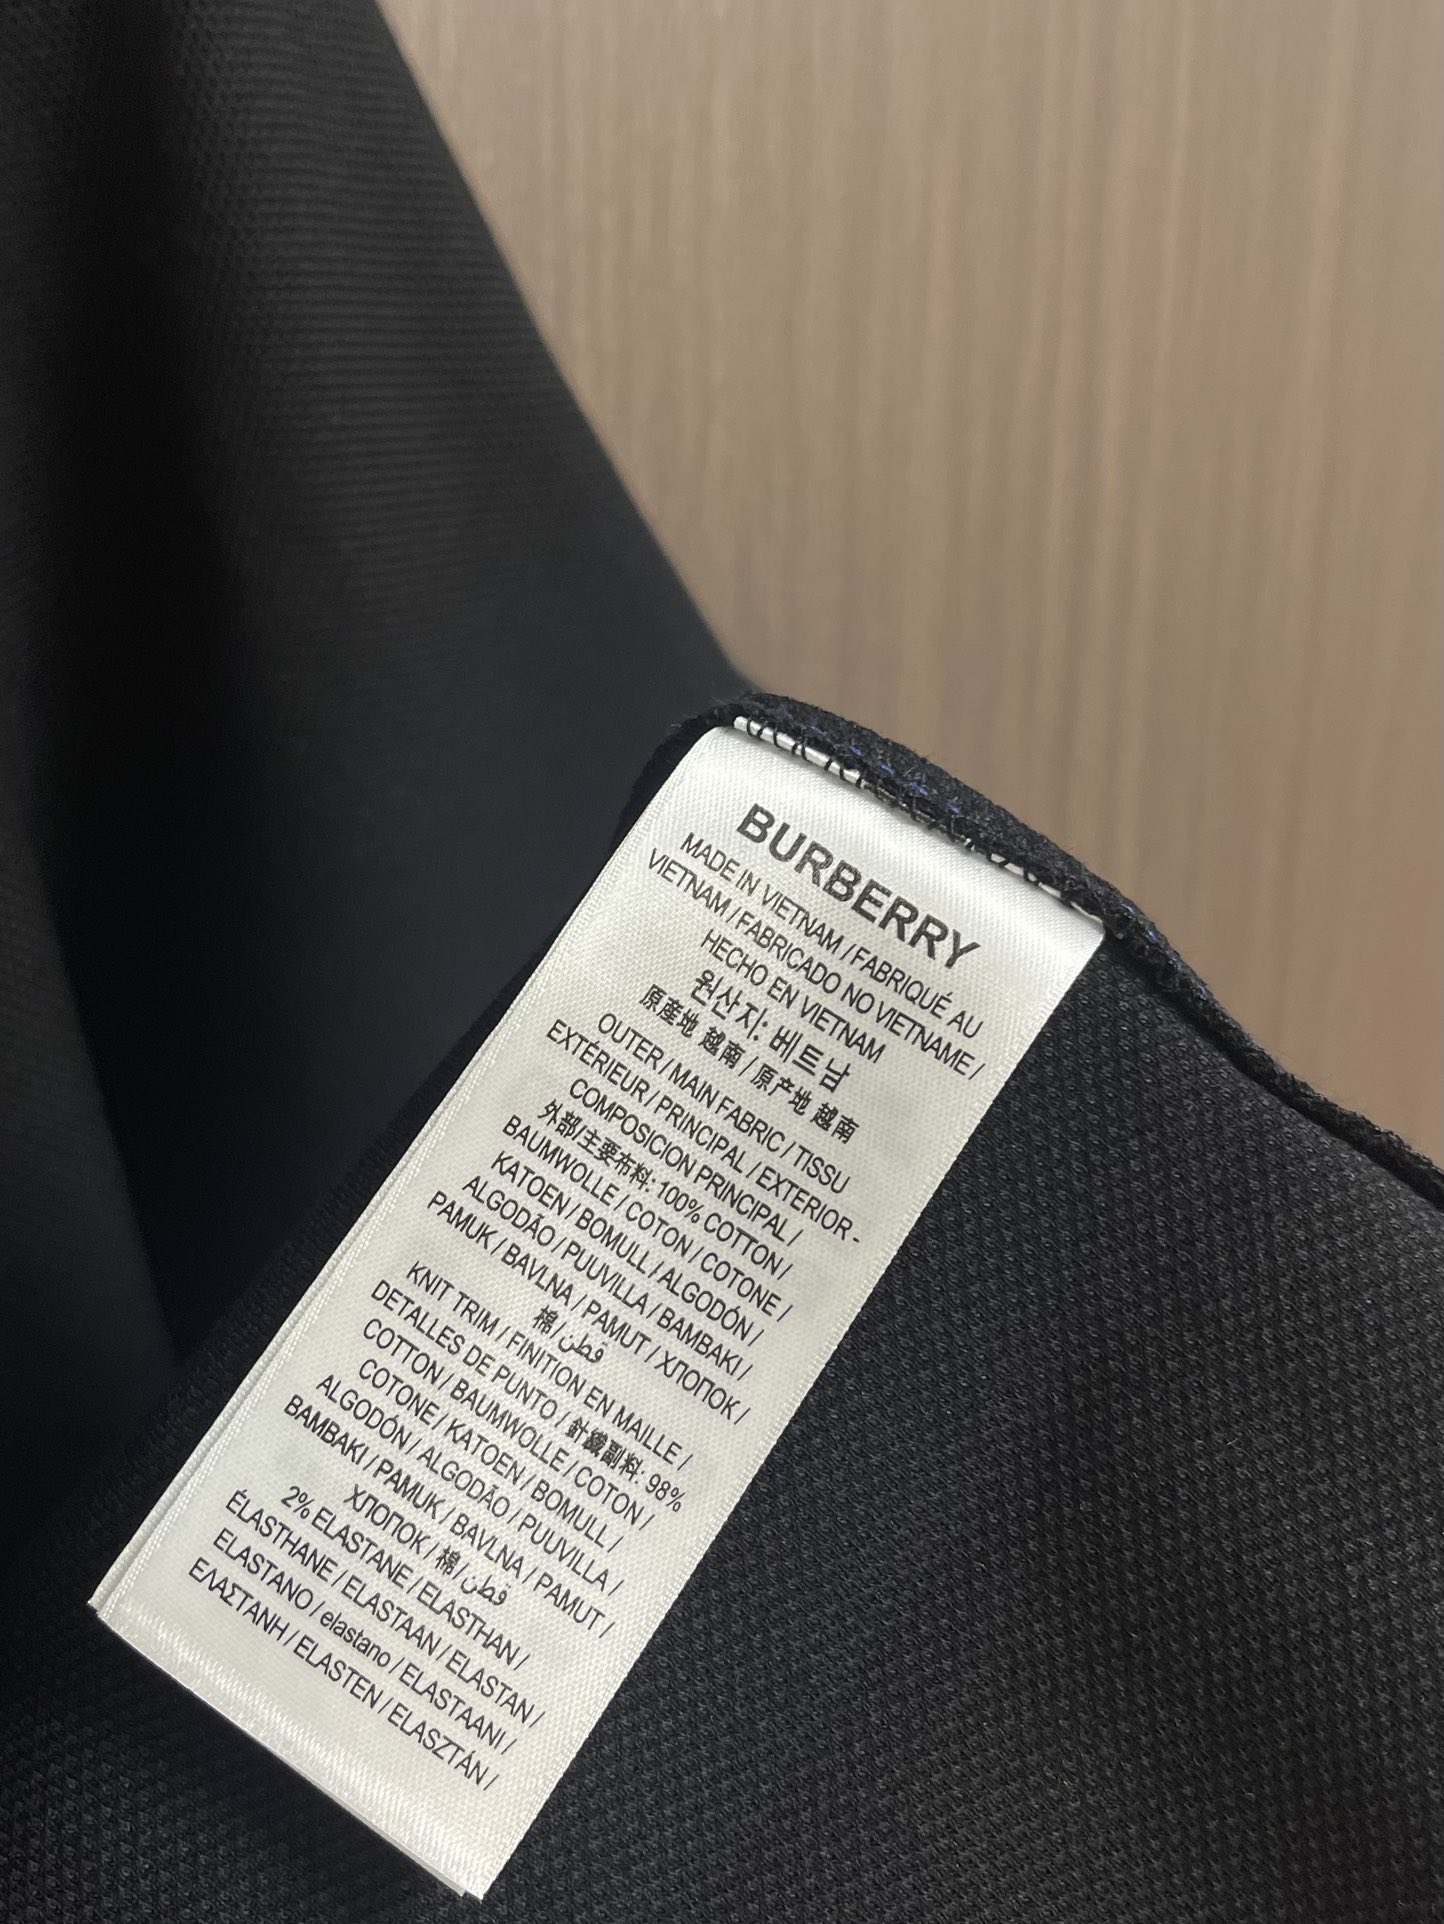 BURBERRY
MADE IN VIETNAM / FABRIQUÉ AU
VIETNAM / FABRICADO NO VIETNAME /
HECHO EN VIETNAM
원산지: 베트남
原產地 越南 / 原产地 越南
OUTER / MAIN FABRIC / TISSU
EXTÉRIEUR / PRINCIPAL / EXTERIOR -
COMPOSICION PRINCIPAL /
外部/主要布料: 100% COTTON /
BAUMWOLLE / COTON / COTONE /
KATOEN / BOMULL / ALGODÓN /
ALGODÃO / PUUVILLA / BAMBAKI /
PAMUK / BAVLNA / PAMUT / ХЛОПОК /
棉/قطن
KNIT TRIM / FINITION EN MAILLE /
DETALLES DE PUNTO / 針織副料: 98%
COTTON / BAUMWOLLE / COTON /
COTONE / KATOEN / BOMULL /
ALGODÓN / ALGODÃO / PUUVILLA /
BAMBAKI / PAMUK / BAVLNA / PAMUT /
ХЛОПОК / 棉/قطن
2% ELASTANE / ELASTHAN /
ÉLASTHANE / ELASTAAN / ELASTAN /
ELASTANO / elastano / ELASTAANI /
ΕΛΑΣΤΑΝΗ / ELASTEN / ELASZTÁN /